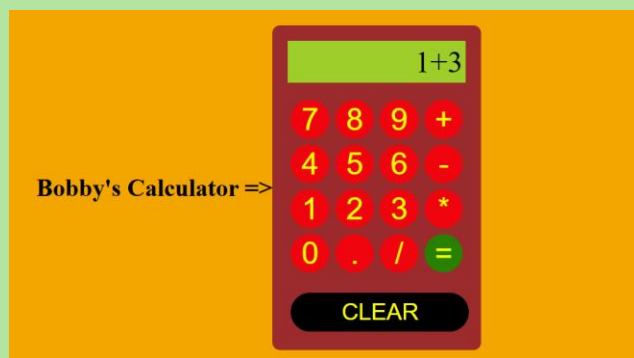 1+3
7 8 9 +
4 5 6 -
Bobby's Calculator =>
1 2 3 *
0 . / =
CLEAR